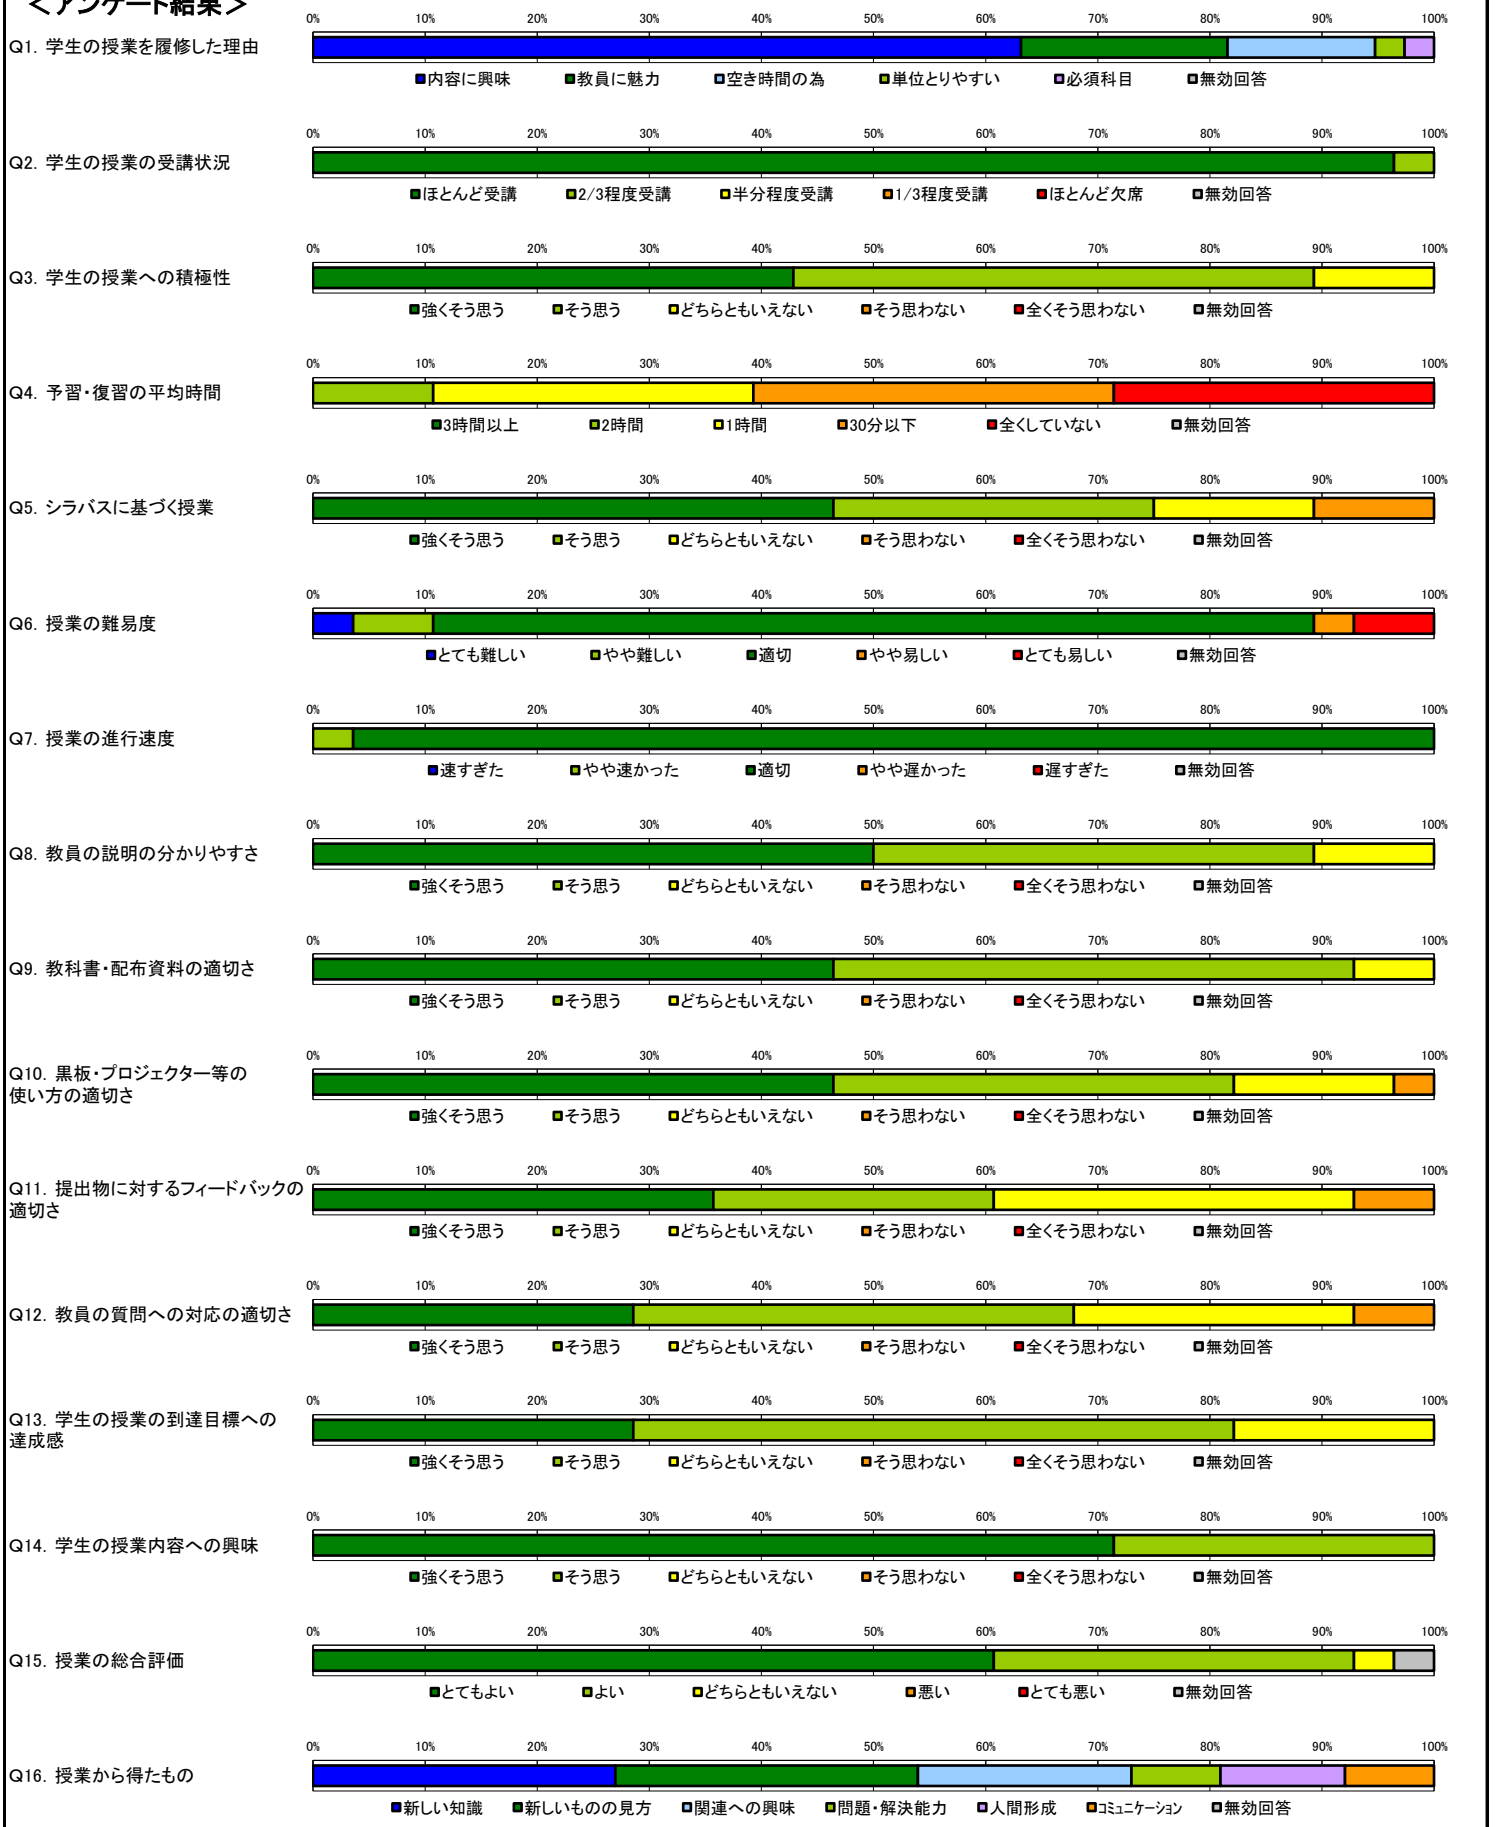 ＜アンケート結果＞
0% 10% 20% 30% 40% 50% 60% 70% 80% 90% 100%
Q1. 学生の授業を履修した理由
内容に興味 教員に魅力 空き時間の為 単位とりやすい 必須科目 無効回答
0% 10% 20% 30% 40% 50% 60% 70% 80% 90% 100%
Q2. 学生の授業の受講状況
ほとんど受講 2/3程度受講 半分程度受講 1/3程度受講 ほとんど欠席 無効回答
0% 10% 20% 30% 40% 50% 60% 70% 80% 90% 100%
Q3. 学生の授業への積極性
強くそう思う そう思う どちらともいえない そう思わない 全くそう思わない 無効回答
0% 10% 20% 30% 40% 50% 60% 70% 80% 90% 100%
Q4. 予習・復習の平均時間
3時間以上 2時間 1時間 30分以下 全くしていない 無効回答
0% 10% 20% 30% 40% 50% 60% 70% 80% 90% 100%
Q5. シラバスに基づく授業
強くそう思う そう思う どちらともいえない そう思わない 全くそう思わない 無効回答
0% 10% 20% 30% 40% 50% 60% 70% 80% 90% 100%
Q6. 授業の難易度
とても難しい やや難しい 適切 やや易しい とても易しい 無効回答
0% 10% 20% 30% 40% 50% 60% 70% 80% 90% 100%
Q7. 授業の進行速度
速すぎた やや速かった 適切 やや遅かった 遅すぎた 無効回答
0% 10% 20% 30% 40% 50% 60% 70% 80% 90% 100%
Q8. 教員の説明の分かりやすさ
強くそう思う そう思う どちらともいえない そう思わない 全くそう思わない 無効回答
0% 10% 20% 30% 40% 50% 60% 70% 80% 90% 100%
Q9. 教科書・配布資料の適切さ
強くそう思う そう思う どちらともいえない そう思わない 全くそう思わない 無効回答
0% 10% 20% 30% 40% 50% 60% 70% 80% 90% 100%
Q10. 黒板・プロジェクター等の
使い方の適切さ
強くそう思う そう思う どちらともいえない そう思わない 全くそう思わない 無効回答
0% 10% 20% 30% 40% 50% 60% 70% 80% 90% 100%
Q11. 提出物に対するフィードバックの
適切さ
強くそう思う そう思う どちらともいえない そう思わない 全くそう思わない 無効回答
0% 10% 20% 30% 40% 50% 60% 70% 80% 90% 100%
Q12. 教員の質問への対応の適切さ
強くそう思う そう思う どちらともいえない そう思わない 全くそう思わない 無効回答
0% 10% 20% 30% 40% 50% 60% 70% 80% 90% 100%
Q13. 学生の授業の到達目標への
達成感
強くそう思う そう思う どちらともいえない そう思わない 全くそう思わない 無効回答
0% 10% 20% 30% 40% 50% 60% 70% 80% 90% 100%
Q14. 学生の授業内容への興味
強くそう思う そう思う どちらともいえない そう思わない 全くそう思わない 無効回答
0% 10% 20% 30% 40% 50% 60% 70% 80% 90% 100%
Q15. 授業の総合評価
とてもよい よい どちらともいえない 悪い とても悪い 無効回答
0% 10% 20% 30% 40% 50% 60% 70% 80% 90% 100%
Q16. 授業から得たもの
新しい知識 新しいものの見方 関連への興味 問題・解決能力 人間形成 ｺﾐｭﾆｹｰｼｮﾝ 無効回答